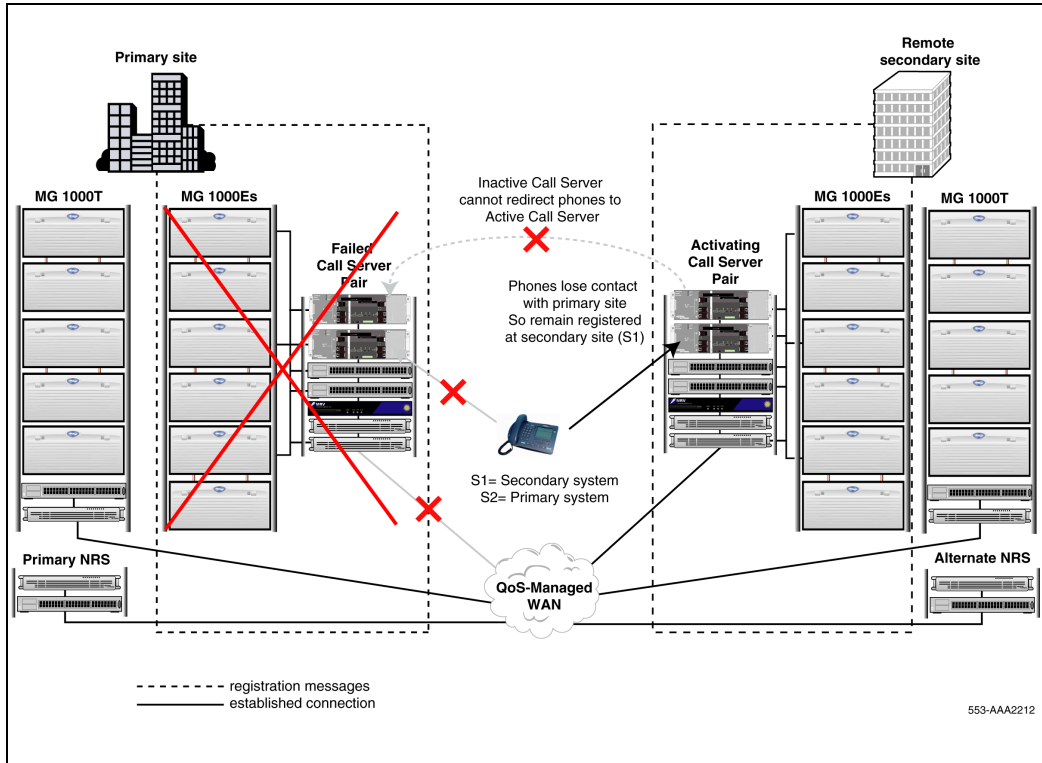 Primary site
Remote
secondary site
MG 1000T
MG 1000Es
Inactive Call Server
cannot redirect phones to
Active Call Server
MG 1000Es
MG 1000T
Failed
Call Server
Pair
Activating
Call Server
Pair
Phones lose contact
with primary site
So remain registered
at secondary site (S1)
S1= Secondary system
S2= Primary system
Primary NRS
QoS-Managed
WAN
Alternate NRS
registration messages
established connection
553-AAA2212